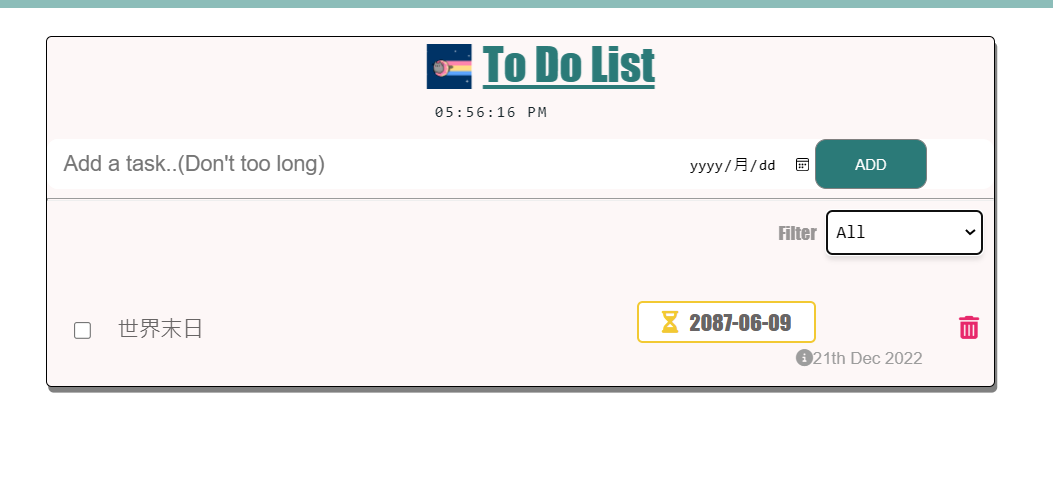 To Do List
05:56:16 PM
Add a task..(Don't too long) yyyy/月/dd ADD
Filter All
世界末日 2087-06-09
21th Dec 2022